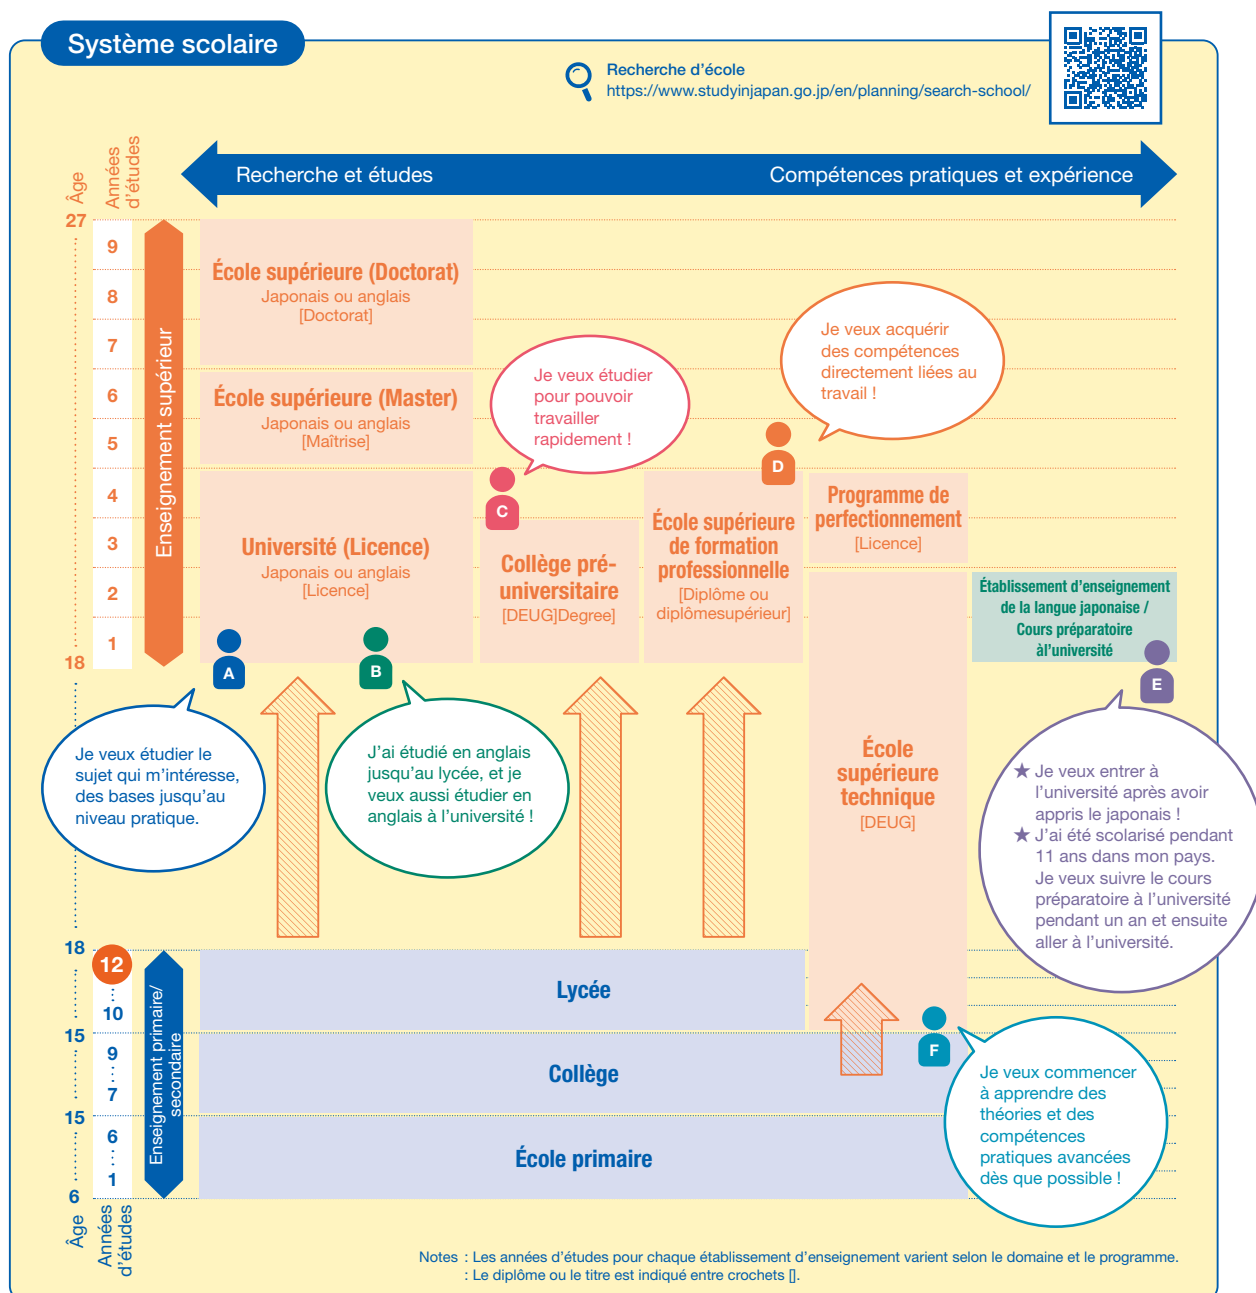 Système scolaire
Recherche d'école
https://www.studyinjapan.go.jp/en/planning/search-school/
Âge
Années
d'études
Recherche et études
Compétences pratiques et expérience
27
9
8
7
6
5
4
3
2
1
18
Enseignement supérieur
École supérieure (Doctorat)
Japonais ou anglais
[Doctorat]
École supérieure (Master)
Japonais ou anglais
[Maîtrise]
Université (Licence)
Japonais ou anglais
[Licence]
Je veux étudier
pour pouvoir
travailler
rapidement !
C
Collège pré-
universitaire
[DEUG]Degree]
Je veux acquérir
des compétences
directement liées au
travail !
D
École supérieure
de formation
professionnelle
[Diplôme ou
diplômesupérieur]
Programme de
perfectionnement
[Licence]
Établissement d'enseignement
de la langue japonaise /
Cours préparatoire
àl'université
A
B
E
Je veux étudier le
sujet qui m'intéresse,
des bases jusqu'au
niveau pratique.
J'ai étudié en anglais
jusqu'au lycée, et je
veux aussi étudier en
anglais à l'université !
École
supérieure
technique
[DEUG]
★ Je veux entrer à
l'université après avoir
appris le japonais !
★ J'ai été scolarisé pendant
11 ans dans mon pays.
Je veux suivre le cours
préparatoire à l'université
pendant un an et ensuite
aller à l'université.
18
12
10
15
9
7
15
6
1
6
Enseignement primaire/
secondaire
Lycée
Collège
École primaire
F
Je veux commencer
à apprendre des
théories et des
compétences
pratiques avancées
dès que possible !
Âge
Années
d'études
Notes : Les années d'études pour chaque établissement d'enseignement varient selon le domaine et le programme.
: Le diplôme ou le titre est indiqué entre crochets [].